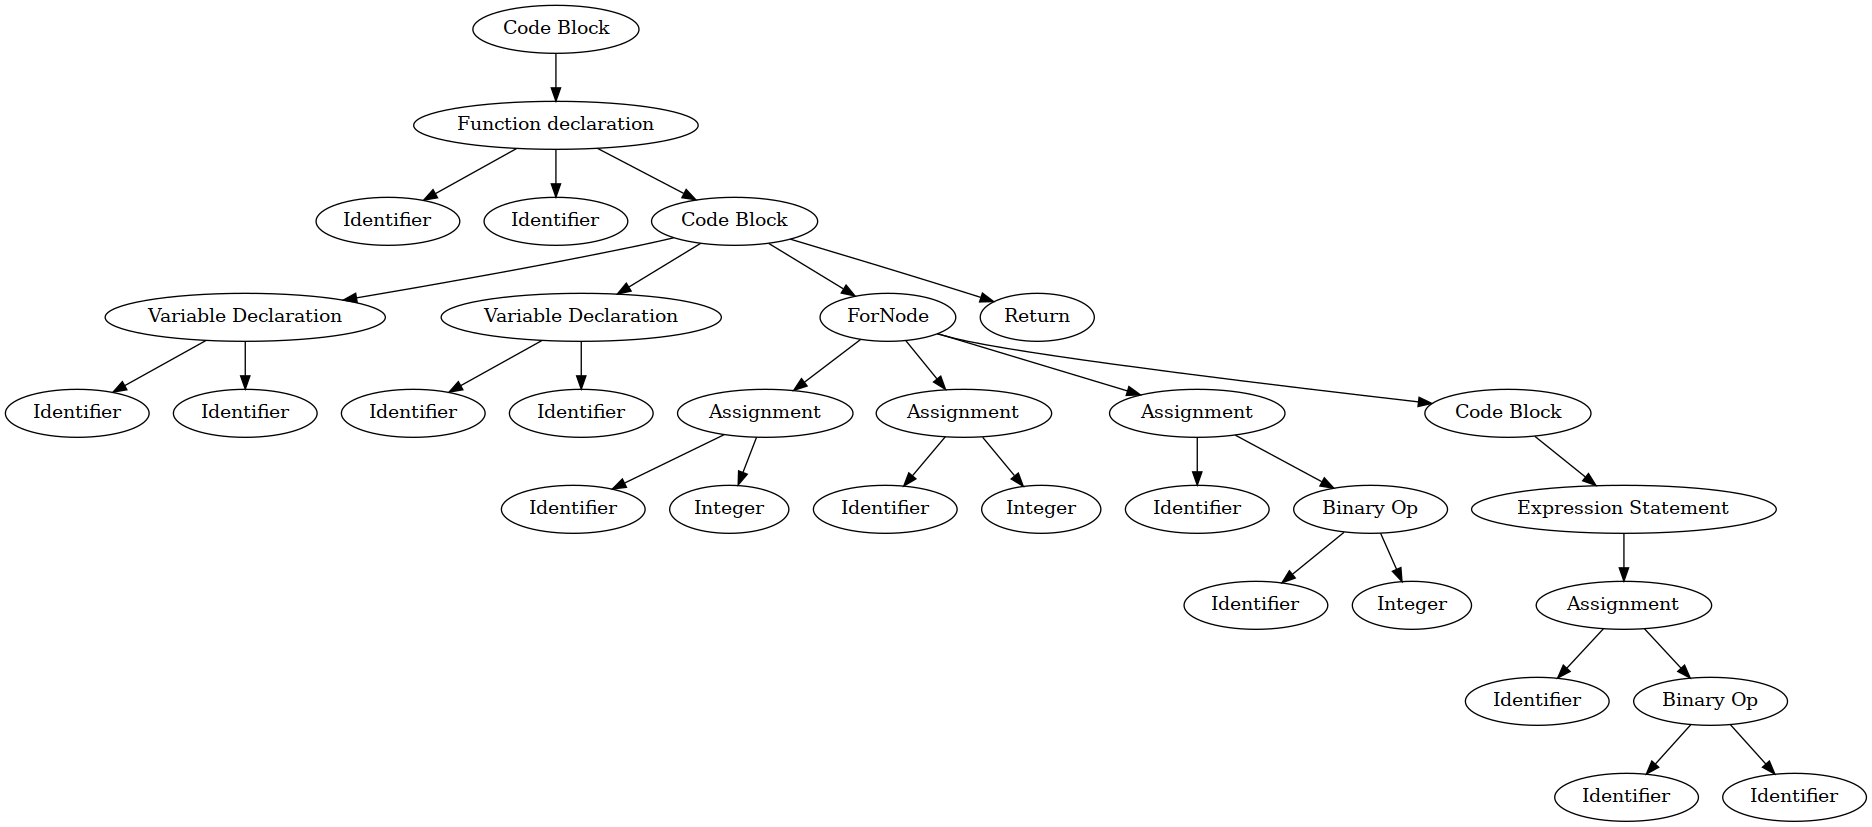 Code Block
Function declaration
Identifier Identifier Code Block
Variable Declaration Variable Declaration ForNode Return
Identifier Identifier Identifier Identifier Assignment Assignment Assignment Code Block
Identifier Integer Identifier Integer Identifier Binary Op Expression Statement
Identifier Integer Assignment
Identifier Binary Op
Identifier Identifier